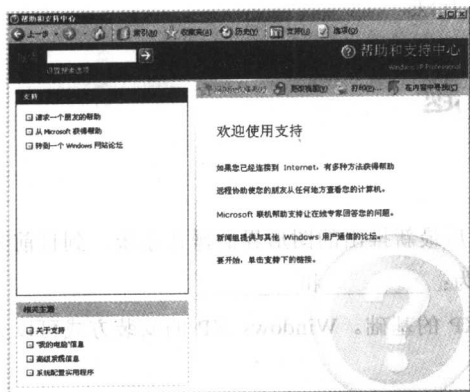 帮助和支持中心
上一步
索引(N)
收藏夹(A)
历史(Y)
支持(U)
选项(O)
帮助和支持中心
Windows XP Professional
设置搜索选项
支持
请求一个朋友的帮助
从 Microsoft 获得帮助
转到一个 Windows 网站论坛
欢迎使用支持
如果您已经连接到 Internet，有多种方法获得帮助
远程协助使您的朋友从任何地方查看您的计算机。
Microsoft 联机帮助支持让在线专家回答您的问题。
新闻组提供与其他 Windows 用户通信的论坛。
要开始，单击支持下的链接。
相关主题
关于支持
“我的电脑”信息
高级系统信息
系统配置实用程序